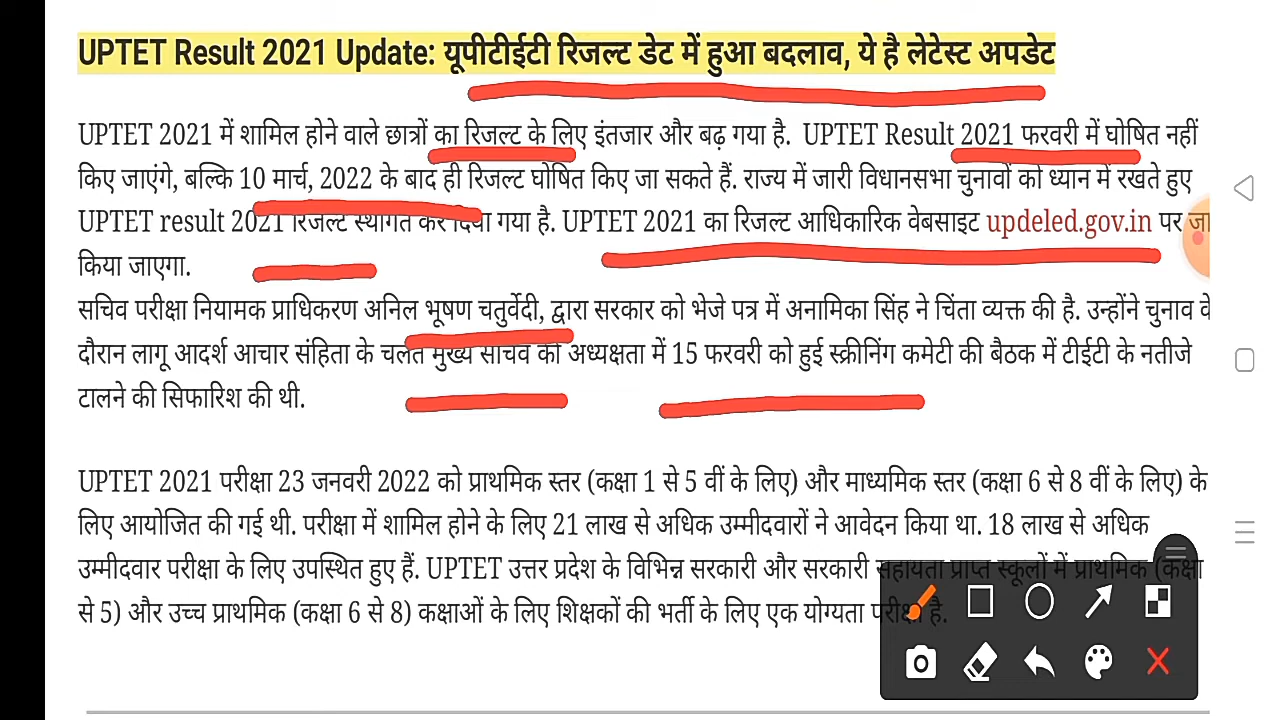 UPTET Result 2021 Update: यूपीटीईटी रिजल्ट डेट में हुआ बदलाव, ये है लेटेस्ट अपडेट
UPTET 2021 में शामिल होने वाले छात्रों का रिजल्ट के लिए इंतजार और बढ़ गया है. UPTET Result 2021 फरवरी में घोषित नहीं
किए जाएंगे, बल्कि 10 मार्च, 2022 के बाद ही रिजल्ट घोषित किए जा सकते हैं. राज्य में जारी विधानसभा चुनावों को ध्यान में रखते हुए
UPTET result 2021 रिजल्ट स्थगित कर दिया गया है. UPTET 2021 का रिजल्ट आधिकारिक वेबसाइट updeled.gov.in पर
किया जाएगा.
सचिव परीक्षा नियामक प्राधिकरण अनिल भूषण चतुर्वेदी, द्वारा सरकार को भेजे पत्र में अनामिका सिंह ने चिंता व्यक्त की है. उन्होंने चुनाव के
दौरान लागू आदर्श आचार संहिता के चलते मुख्य सचिव की अध्यक्षता में 15 फरवरी को हुई स्क्रीनिंग कमेटी की बैठक में टीईटी के नतीजे
टालने की सिफारिश की थी.
UPTET 2021 परीक्षा 23 जनवरी 2022 को प्राथमिक स्तर (कक्षा 1 से 5 वीं के लिए) और माध्यमिक स्तर (कक्षा 6 से 8 वीं के लिए) के
लिए आयोजित की गई थी. परीक्षा में शामिल होने के लिए 21 लाख से अधिक उम्मीदवारों ने आवेदन किया था. 18 लाख से अधिक
उम्मीदवार परीक्षा के लिए उपस्थित हुए हैं. UPTET उत्तर प्रदेश के विभिन्न सरकारी और सरकारी सहायता प्राप्त स्कूलों में प्राथमिक (कक्षा
से 5) और उच्च प्राथमिक (कक्षा 6 से 8) कक्षाओं के लिए शिक्षकों की भर्ती के लिए एक योग्यता परीक्षा है.